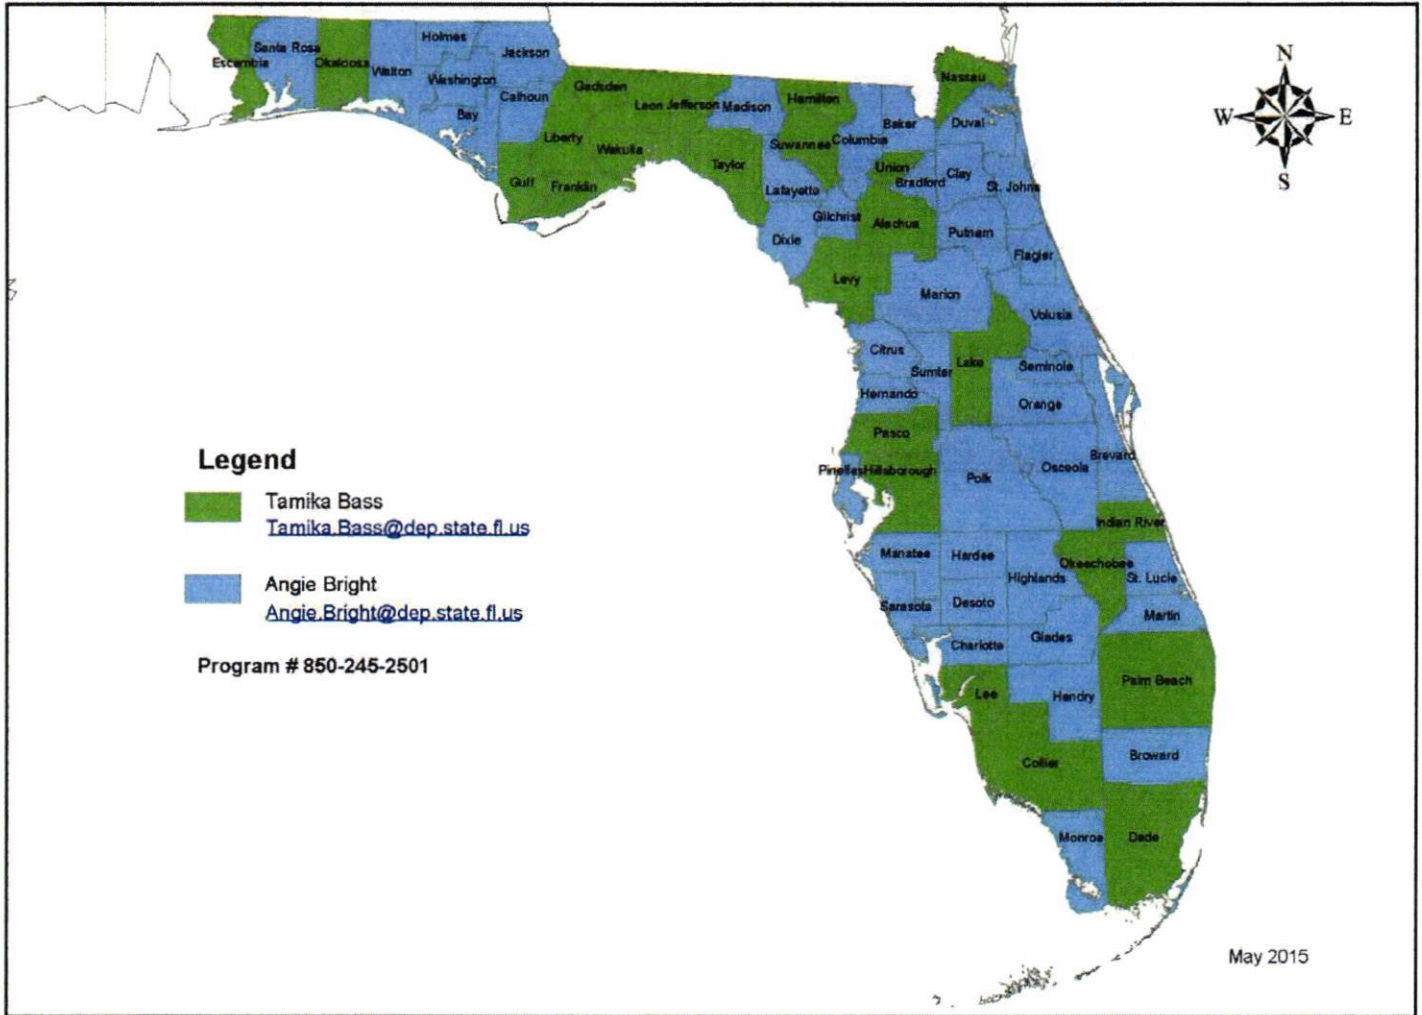 N
W E
S
Holmes
Jackson
Santa Rosa
Escambia
Okaloosa
Walton
Washington
Calhoun
Bay
Gadsden
Leon
Jefferson
Madison
Hamilton
Nassau
Liberty
Wakulla
Taylor
Suwannee
Columbia
Baker
Duval
Gulf
Franklin
Lafayette
Union
Bradford
Clay
St. Johns
Gilchrist
Alachua
Dixie
Putnam
Flagler
Levy
Marion
Volusia
Citrus
Sumter
Lake
Seminole
Hernando
Orange
Pasco
Pinellas
Hillsborough
Polk
Osceola
Brevard
Indian River
Manatee
Hardee
Highlands
Okeechobee
St. Lucie
Sarasota
Desoto
Martin
Charlotte
Glades
Lee
Hendry
Palm Beach
Collier
Broward
Monroe
Dade
Legend
Tamika Bass
Tamika.Bass@dep.state.fl.us
Angie Bright
Angie.Bright@dep.state.fl.us
Program # 850-245-2501
May 2015